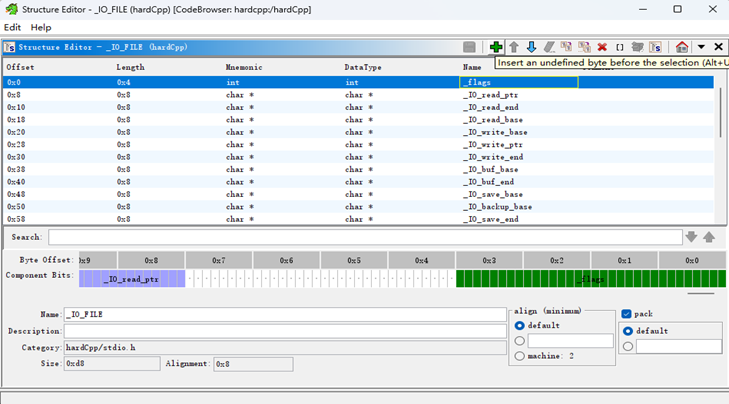 Structure Editor - _IO_FILE (hardCpp) [CodeBrowser: hardcpp:/hardCpp]
Edit Help
Structure Editor - _IO_FILE (hardCpp)
Insert an undefined byte before the selection (Alt+U
Offset Length Mnemonic DataType Name
0x0 0x4 int int _flags
0x8 0x8 char * char * _IO_read_ptr
0x10 0x8 char * char * _IO_read_end
0x18 0x8 char * char * _IO_read_base
0x20 0x8 char * char * _IO_write_base
0x28 0x8 char * char * _IO_write_ptr
0x30 0x8 char * char * _IO_write_end
0x38 0x8 char * char * _IO_buf_base
0x40 0x8 char * char * _IO_buf_end
0x48 0x8 char * char * _IO_save_base
0x50 0x8 char * char * _IO_backup_base
0x58 0x8 char * char * _IO_save_end
Search:
Byte Offset: 0x9 0x8 0x7 0x6 0x5 0x4 0x3 0x2 0x1 0x0
Component Bits: _IO_read_ptr _flags
Name: _IO_FILE
Description:
Category: hardCpp/stdio.h
Size: 0xd8 Alignment: 0x8
align (minimum)
default
machine: 2
pack
default